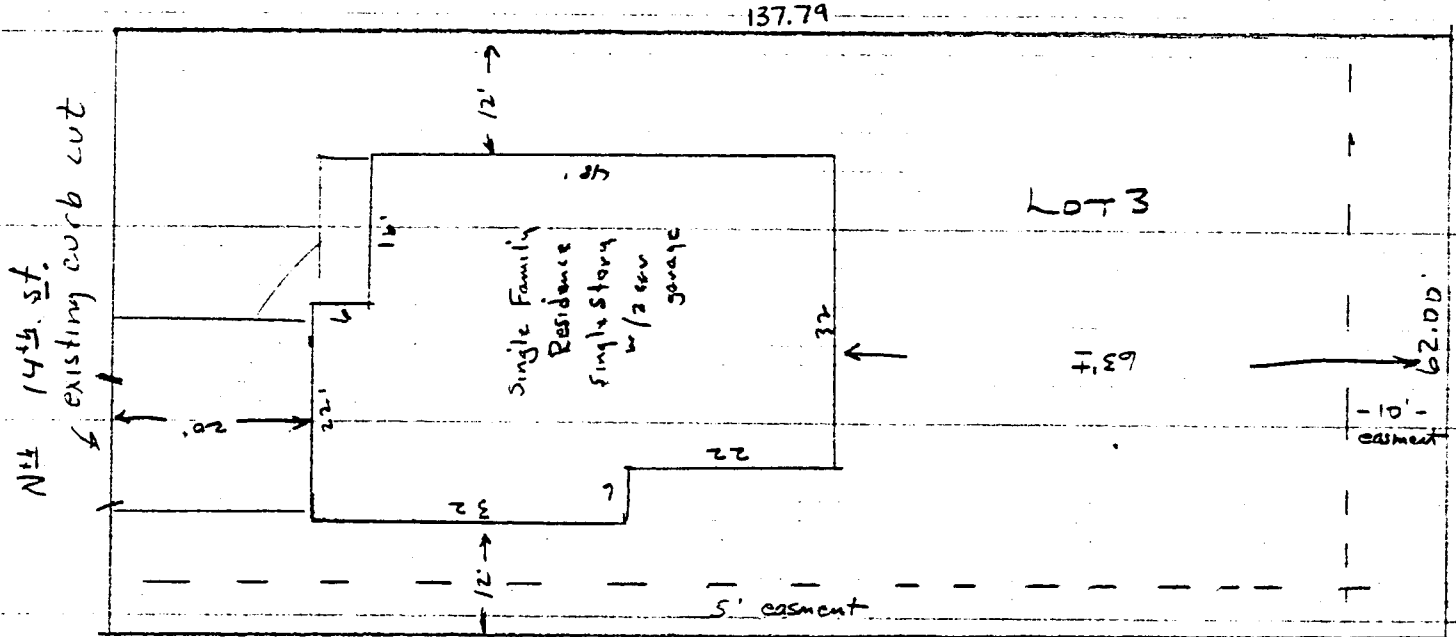 137.79
Nth 14th. st.
existing curb cut
12'
48'
16'
6
Single Family
Residence
Single Story
w/2 car
garage
LOT 3
32
63'±
62.00'
-10'-
easment
20'
22'
22
6
32
12'
5' easment